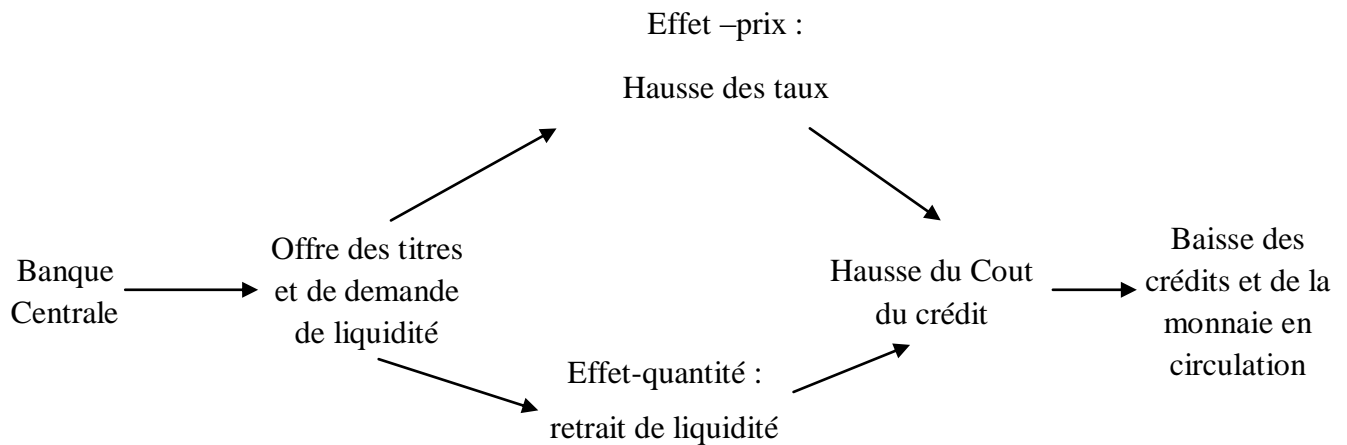 Effet –prix :
Hausse des taux
Banque
Centrale
Offre des titres
et de demande
de liquidité
Hausse du Cout
du crédit
Baisse des
crédits et de la
monnaie en
circulation
Effet-quantité :
retrait de liquidité